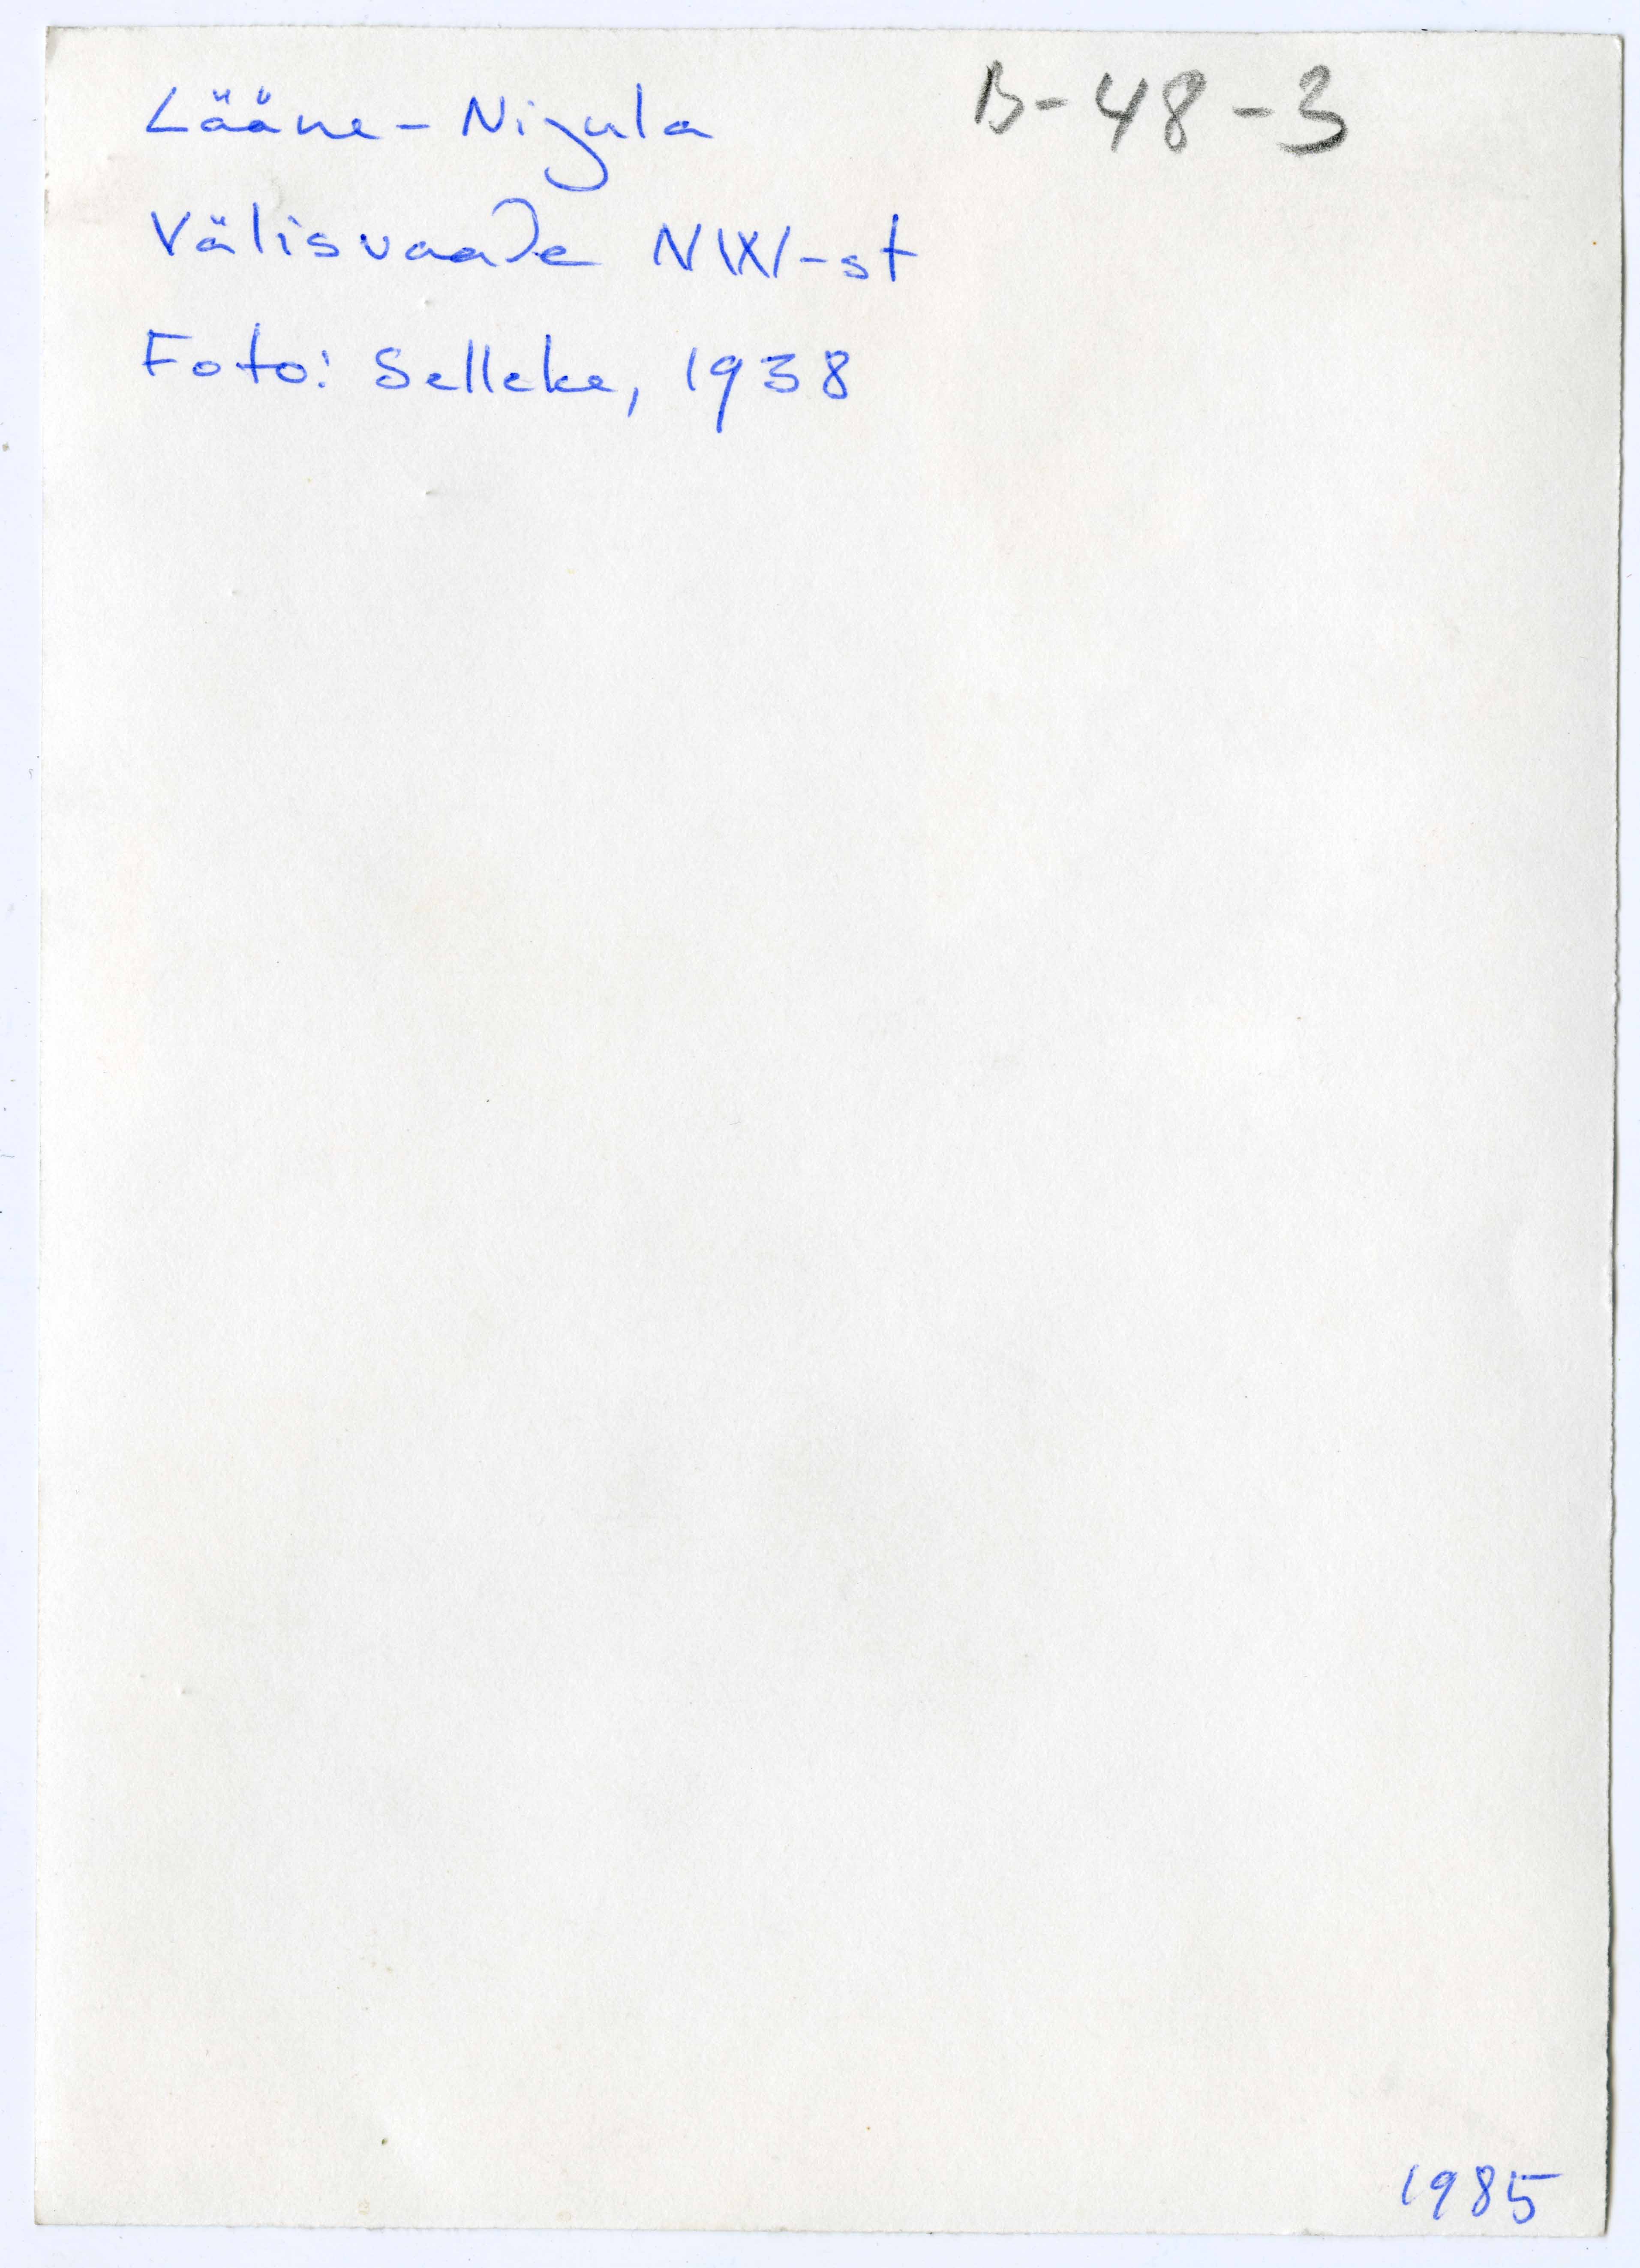 Lääne-Nigula
B-48-3
Välisvaade NW-st
Foto: Selleke, 1938
1985